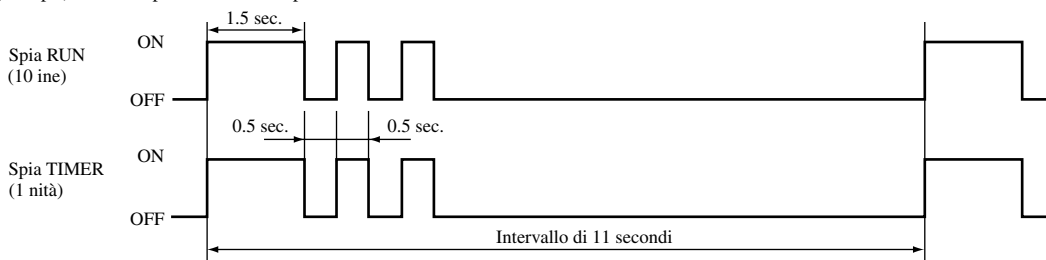 1.5 sec.
Spia RUN
(10 ine)
ON
OFF
0.5 sec.
0.5 sec.
Spia TIMER
(1 nità)
ON
OFF
Intervallo di 11 secondi